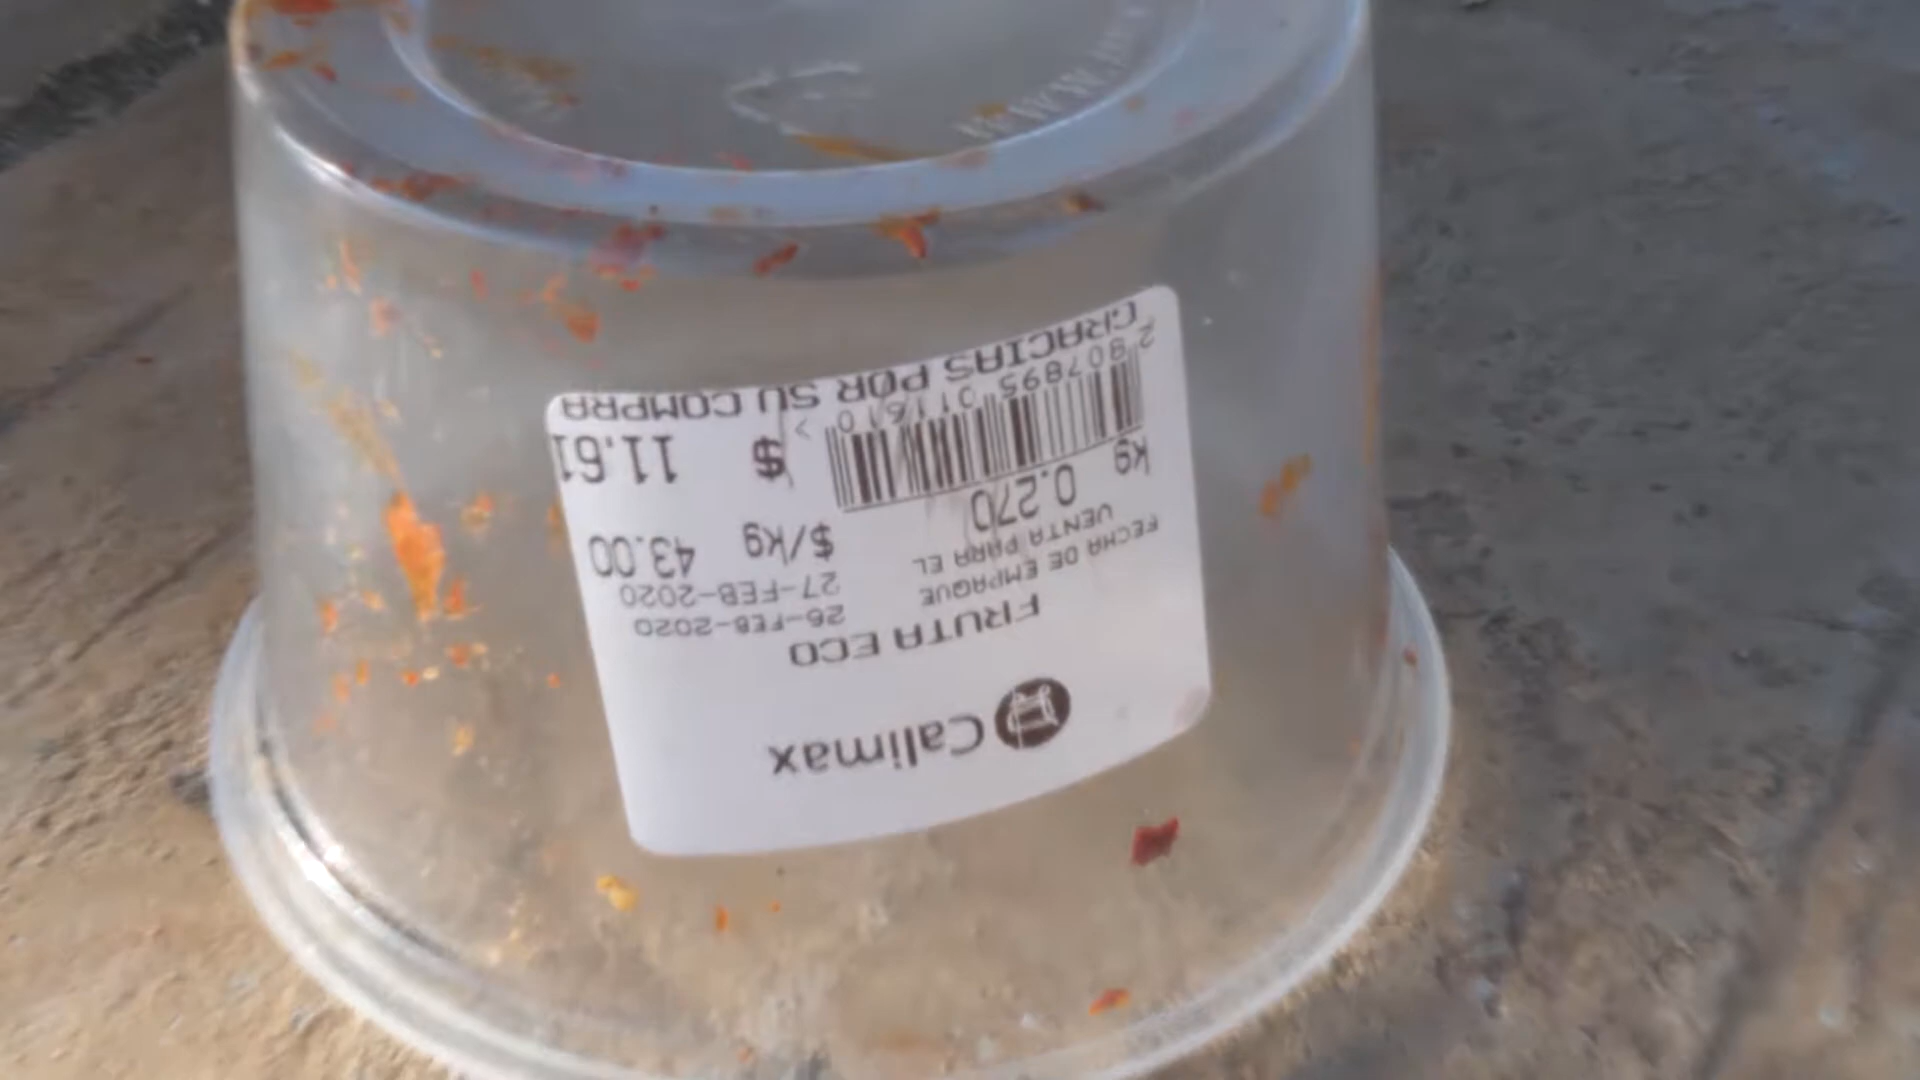 Calimax
FRUTA ECO
FECHA DE EMPAQUE 26-FEB-2020
VENTA PARA EL 27-FEB-2020
kg 0.270 $/kg 43.00
$ 11.61
2 907895 011610 >
GRACIAS POR SU COMPRA